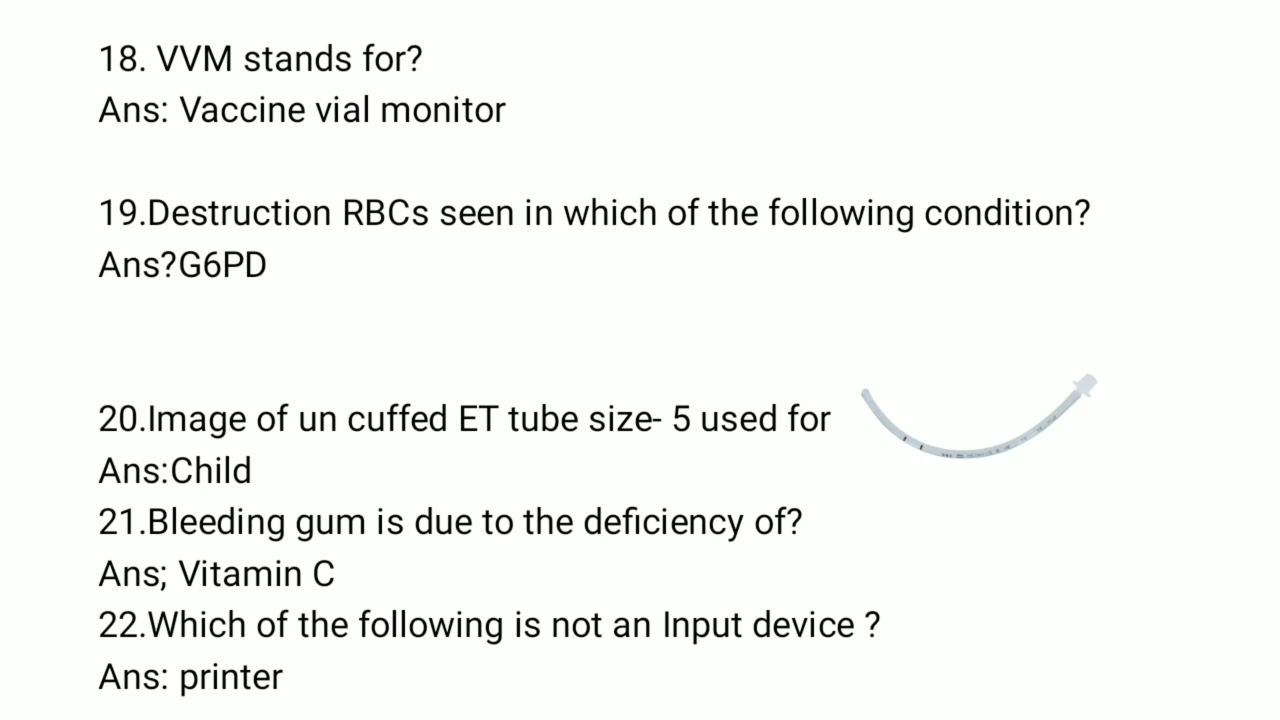 18. VVM stands for?
Ans: Vaccine vial monitor
19.Destruction RBCs seen in which of the following condition?
Ans?G6PD
20.Image of un cuffed ET tube size- 5 used for
Ans:Child
21.Bleeding gum is due to the deficiency of?
Ans; Vitamin C
22.Which of the following is not an Input device ?
Ans: printer